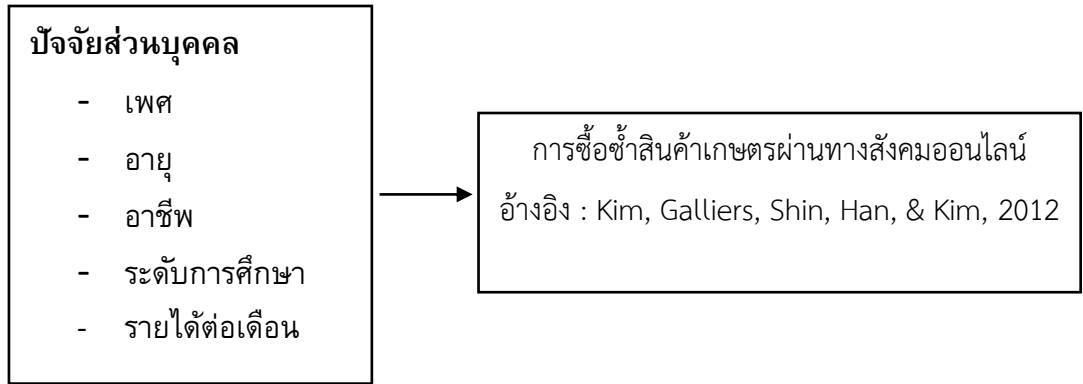 ปัจจัยส่วนบุคคล
- เพศ
- อายุ
- อาชีพ
- ระดับการศึกษา
- รายได้ต่อเดือน
การซื้อซ้ำสินค้าเกษตรผ่านทางสังคมออนไลน์
อ้างอิง : Kim, Galliers, Shin, Han, & Kim, 2012